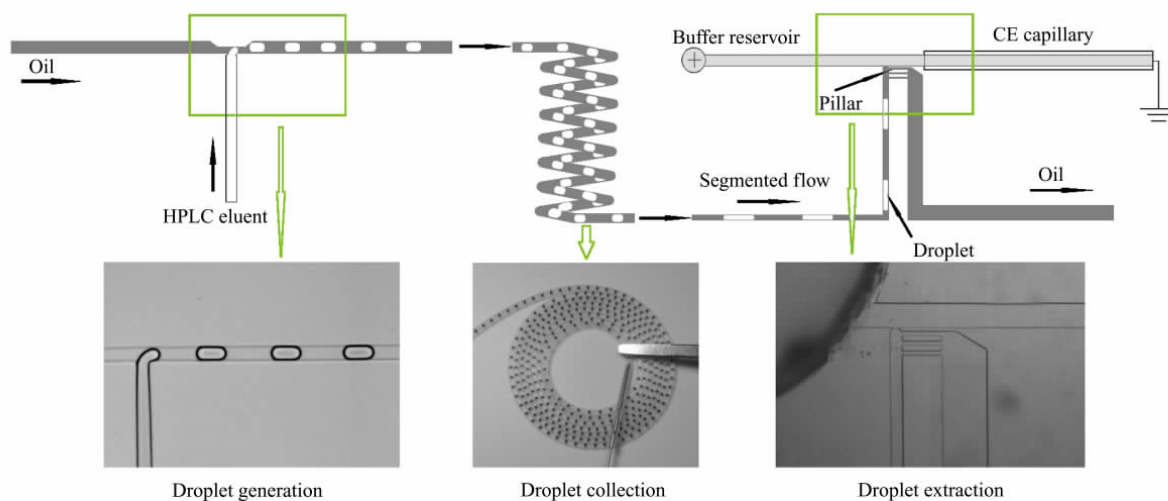 Buffer reservoir
CE capillary
Oil
Pillar
Segmented flow
Oil
HPLC eluent
Droplet
Droplet generation
Droplet collection
Droplet extraction